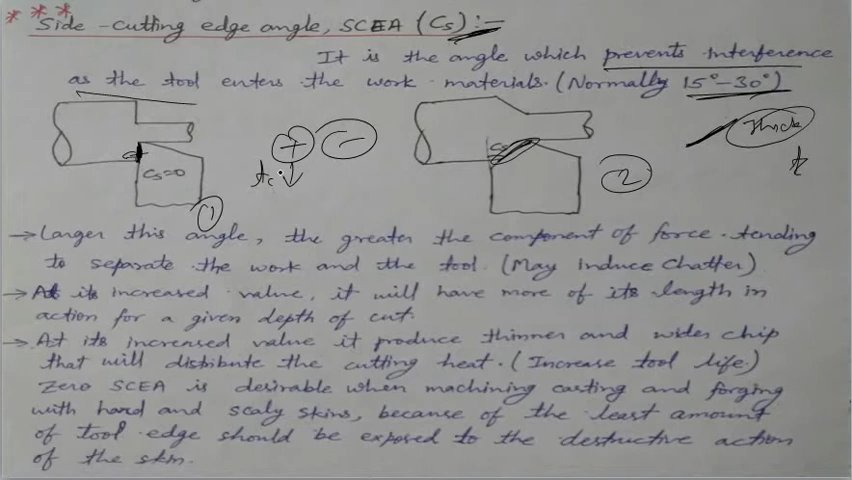 * * *
Side-cutting edge angle, SCEA (Cs) :-
It is the angle which prevents interference
as the tool enters the work materials. (Normally 15°-30°)
Cs=0
1
+ -
Cs
2
thick
t
→ Larger this angle, the greater the component of force tending
to separate the work and the tool. (May induce chatter)
→ At its increased value, it will have more of its length in
action for a given depth of cut.
→ At its increased value it produce thinner and wider chip
that will distribute the cutting heat. (Increase tool life.)
Zero SCEA is desirable when machining casting and forging
with hard and scaly skins, because of the least amount
of tool edge should be exposed to the destructive action
of the skin.